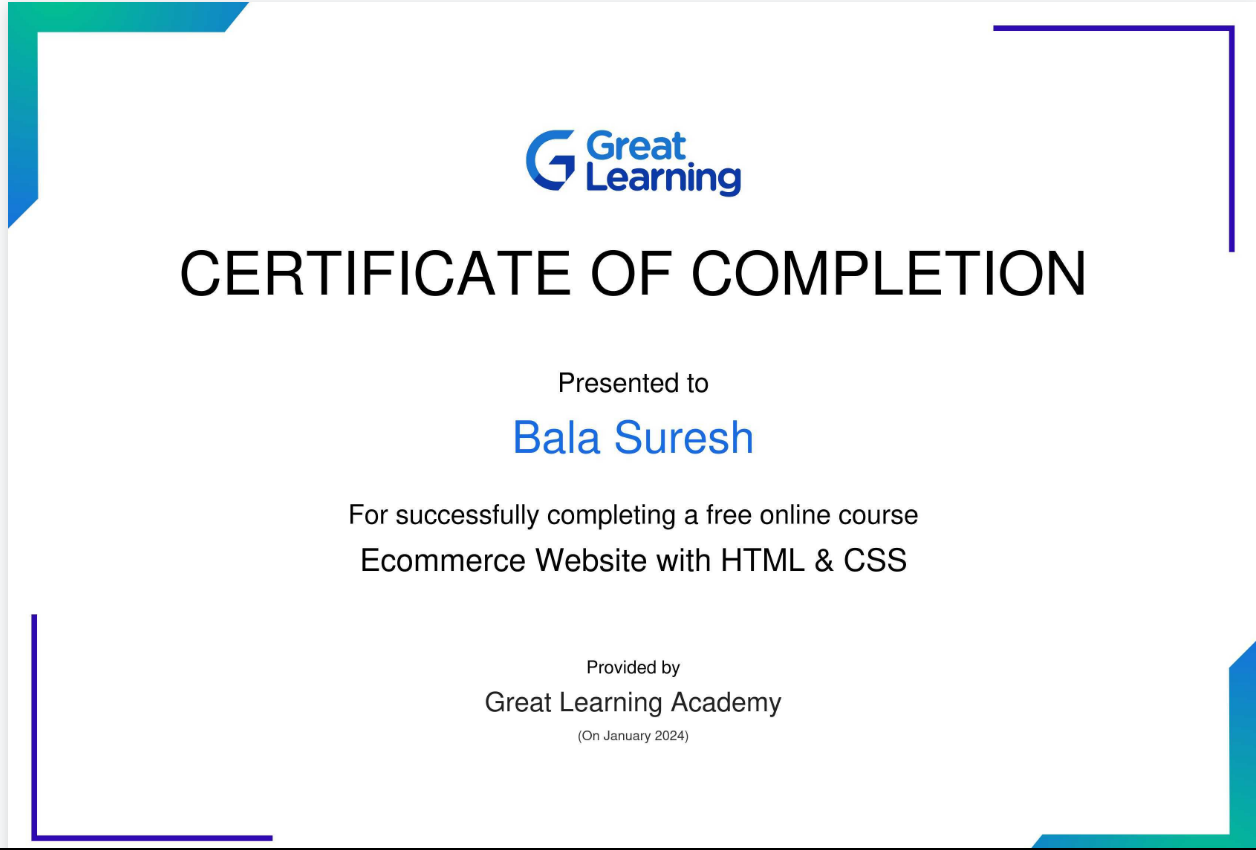 Great
Learning
CERTIFICATE OF COMPLETION
Presented to
Bala Suresh
For successfully completing a free online course
Ecommerce Website with HTML & CSS
Provided by
Great Learning Academy
(On January 2024)